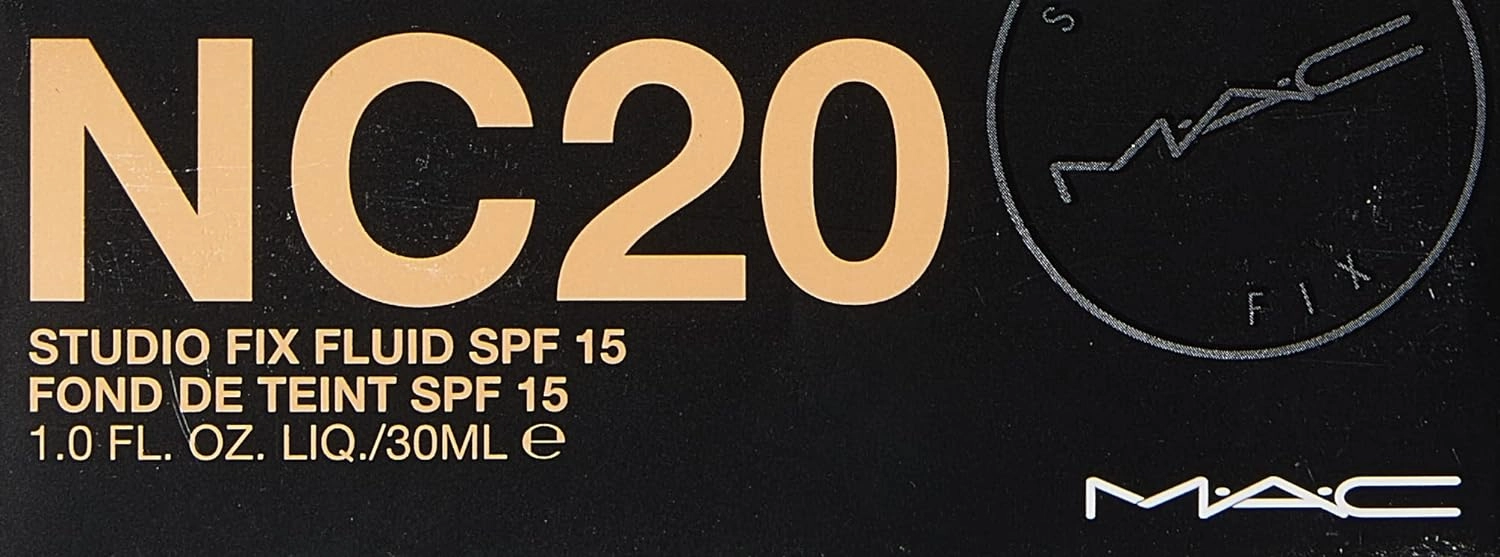 NC20
STUDIO FIX FLUID SPF 15
FOND DE TEINT SPF 15
1.0 FL. OZ. LIQ./30ML ℮
S
M·A·C
FIX
M·A·C